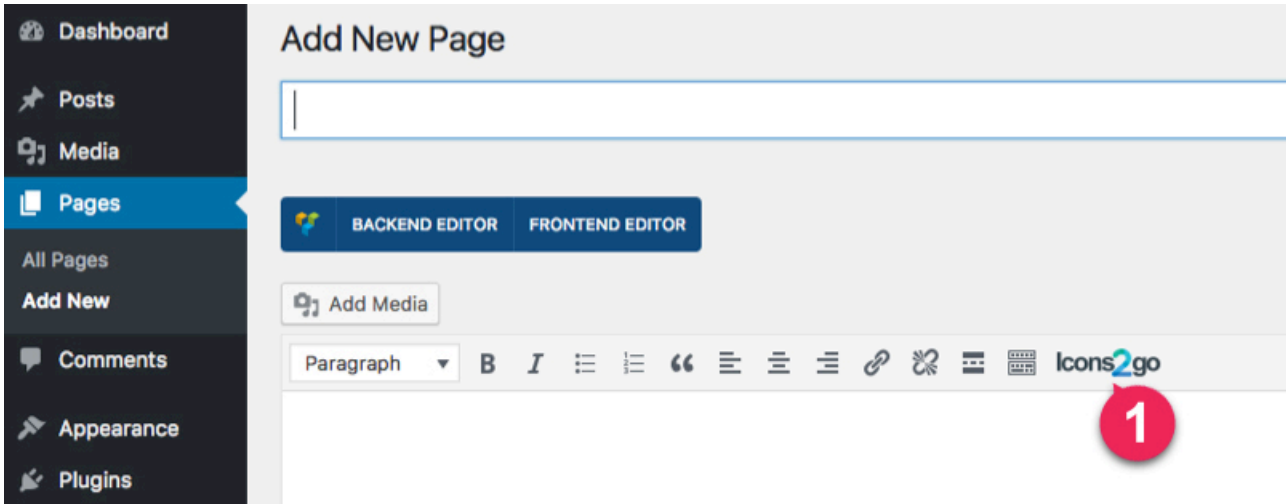 Dashboard
Posts
Media
Pages
All Pages
Add New
Comments
Appearance
Plugins
Add New Page
BACKEND EDITOR FRONTEND EDITOR
Add Media
Paragraph B I Icons2go
1